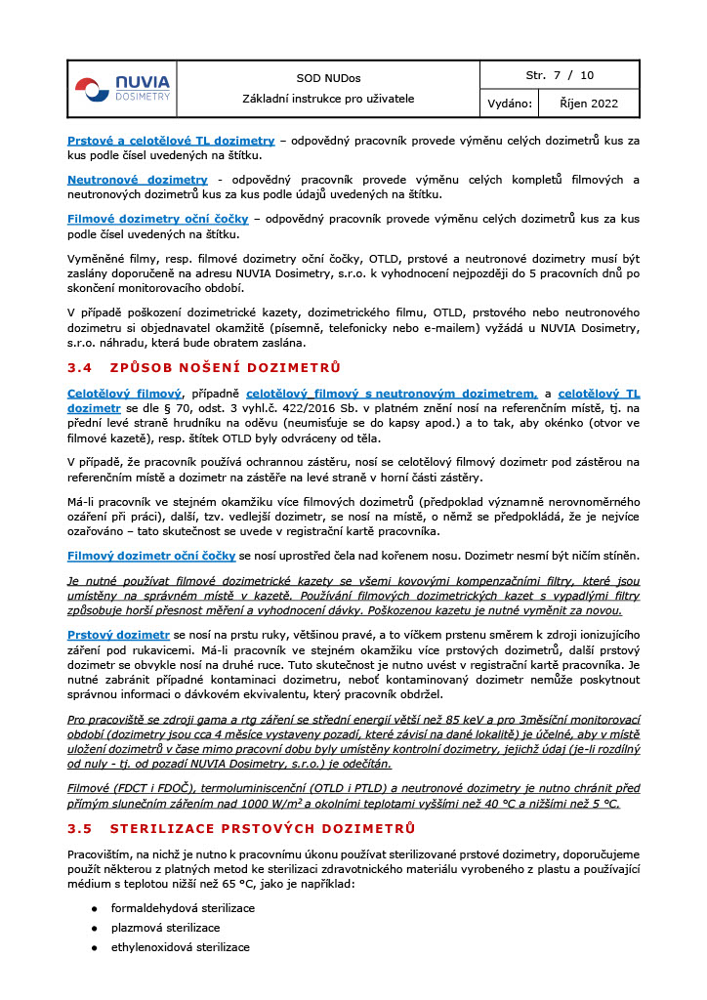 NUVIA
DOSIMETRY
SOD NUDos
Základní instrukce pro uživatele
Str. 7 / 10
Vydáno:
Říjen 2022
Prstové a celotělové TL dozimetry – odpovědný pracovník provede výměnu celých dozimetrů kus za
kus podle čísel uvedených na štítku.
Neutronové dozimetry - odpovědný pracovník provede výměnu celých kompletů filmových a
neutronových dozimetrů kus za kus podle údajů uvedených na štítku.
Filmové dozimetry oční čočky – odpovědný pracovník provede výměnu celých dozimetrů kus za kus
podle čísel uvedených na štítku.
Vyměněné filmy, resp. filmové dozimetry oční čočky, OTLD, prstové a neutronové dozimetry musí být
zaslány doporučeně na adresu NUVIA Dosimetry, s.r.o. k vyhodnocení nejpozději do 5 pracovních dnů po
skončení monitorovacího období.
V případě poškození dozimetrické kazety, dozimetrického filmu, OTLD, prstového nebo neutronového
dozimetru si objednavatel okamžitě (písemně, telefonicky nebo e-mailem) vyžádá u NUVIA Dosimetry,
s.r.o. náhradu, která bude obratem zaslána.
3.4 ZPŮSOB NOŠENÍ DOZIMETRŮ
Celotělový filmový, případně celotělový filmový s neutronovým dozimetrem, a celotělový TL
dozimetr se dle § 70, odst. 3 vyhl.č. 422/2016 Sb. v platném znění nosí na referenčním místě, tj. na
přední levé straně hrudníku na oděvu (neumisťuje se do kapsy apod.) a to tak, aby okénko (otvor ve
filmové kazetě), resp. štítek OTLD byly odvráceny od těla.
V případě, že pracovník používá ochrannou zástěru, nosí se celotělový filmový dozimetr pod zástěrou na
referenčním místě a dozimetr na zástěře na levé straně v horní části zástěry.
Má-li pracovník ve stejném okamžiku více filmových dozimetrů (předpoklad významně nerovnoměrného
ozáření při práci), další, tzv. vedlejší dozimetr, se nosí na místě, o němž se předpokládá, že je nejvíce
ozařováno – tato skutečnost se uvede v registrační kartě pracovníka.
Filmový dozimetr oční čočky se nosí uprostřed čela nad kořenem nosu. Dozimetr nesmí být ničím stíněn.
Je nutné používat filmové dozimetrické kazety se všemi kovovými kompenzačními filtry, které jsou
umístěny na správném místě v kazetě. Používání filmových dozimetrických kazet s vypadlými filtry
způsobuje horší přesnost měření a vyhodnocení dávky. Poškozenou kazetu je nutné vyměnit za novou.
Prstový dozimetr se nosí na prstu ruky, většinou pravé, a to víčkem prstenu směrem k zdroji ionizujícího
záření pod rukavicemi. Má-li pracovník ve stejném okamžiku více prstových dozimetrů, další prstový
dozimetr se obvykle nosí na druhé ruce. Tuto skutečnost je nutno uvést v registrační kartě pracovníka. Je
nutné zabránit případné kontaminaci dozimetru, neboť kontaminovaný dozimetr nemůže poskytnout
správnou informaci o dávkovém ekvivalentu, který pracovník obdržel.
Pro pracoviště se zdroji gama a rtg záření se střední energií větší než 85 keV a pro 3měsíční monitorovací
období (dozimetry jsou cca 4 měsíce vystaveny pozadí, které závisí na dané lokalitě) je účelné, aby v místě
uložení dozimetrů v čase mimo pracovní dobu byly umístěny kontrolní dozimetry, jejichž údaj (je-li rozdílný
od nuly - tj. od pozadí NUVIA Dosimetry, s.r.o.) je odečítán.
Filmové (FDCT i FDOČ), termoluminiscenční (OTLD i PTLD) a neutronové dozimetry je nutno chránit před
přímým slunečním zářením nad 1000 W/m² a okolními teplotami vyššími než 40 °C a nižšími než 5 °C.
3.5 STERILIZACE PRSTOVÝCH DOZIMETRŮ
Pracovištím, na nichž je nutno k pracovnímu úkonu používat sterilizované prstové dozimetry, doporučujeme
použít některou z platných metod ke sterilizaci zdravotnického materiálu vyrobeného z plastu a používající
médium s teplotou nižší než 65 °C, jako je například:
● formaldehydová sterilizace
● plazmová sterilizace
● ethylenoxidová sterilizace